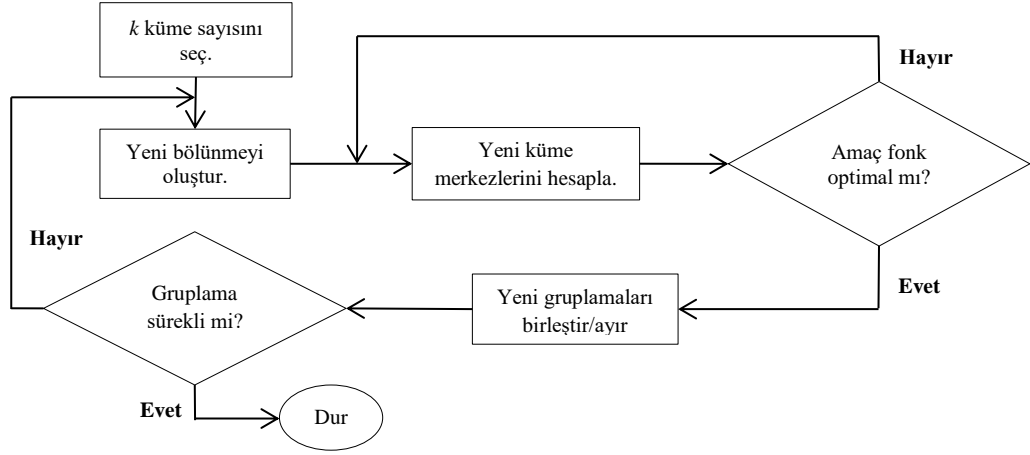 k küme sayısını
seç.
Yeni bölünmeyi
oluştur.
Yeni küme
merkezlerini hesapla.
Hayır
Amaç fonk
optimal mı?
Evet
Yeni gruplamaları
birleştir/ayır
Gruplama
sürekli mi?
Hayır
Evet
Dur